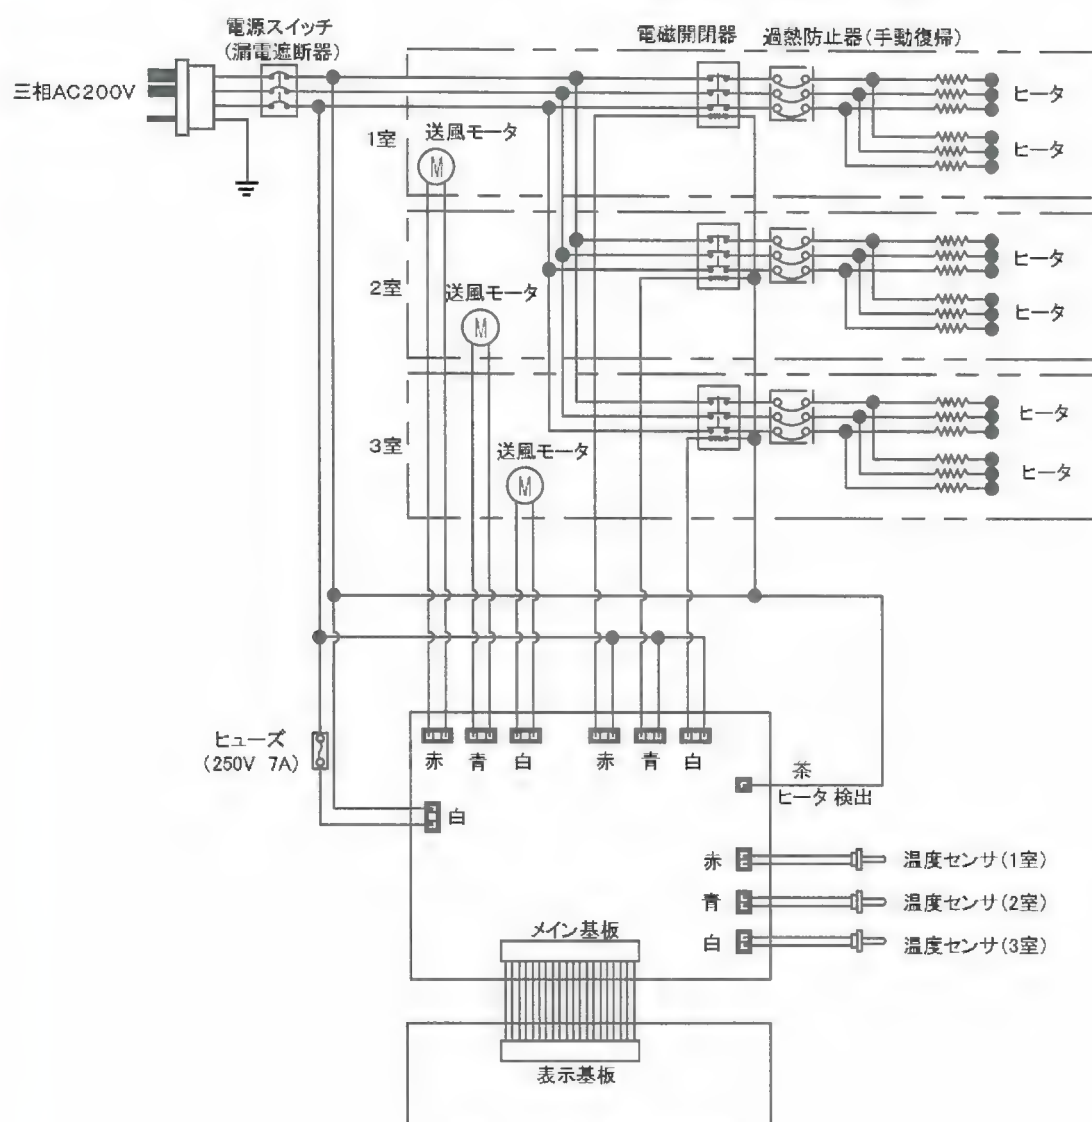 電源スイッチ
(漏電遮断器)
電磁開閉器
過熱防止器(手動復帰)
三相AC200V
ヒータ
1室
送風モータ
M
ヒータ
ヒータ
2室
送風モータ
M
ヒータ
ヒータ
3室
送風モータ
M
ヒータ
ヒューズ
(250V 7A)
赤
青
白
赤
青
白
茶
ヒータ検出
白
赤
温度センサ(1室)
青
温度センサ(2室)
白
温度センサ(3室)
メイン基板
表示基板